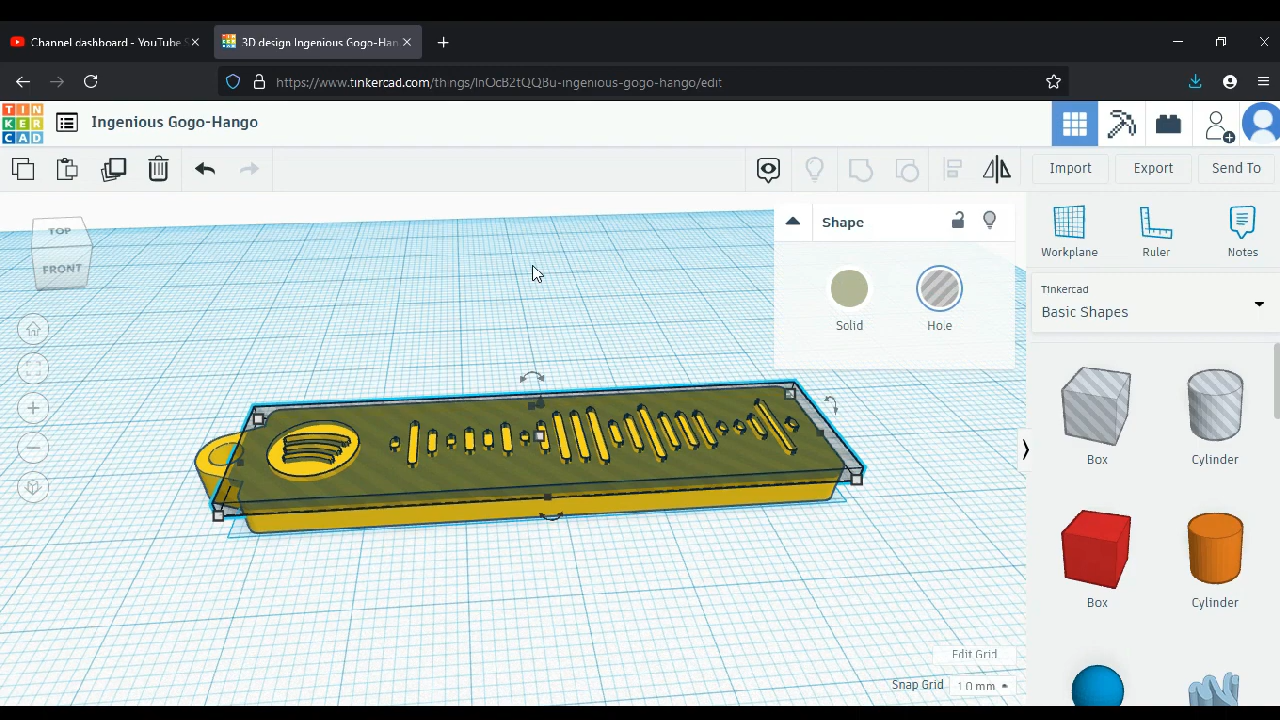 Channel dashboard - YouTube S
3D design Ingenious Gogo-Han
https://www.tinkercad.com/things/
-ingenious-gogo-hango/edit
TIN
KER
CAD
Ingenious Gogo-Hango
Import
Export
Send To
TOP
FRONT
Shape
Solid
Hole
Workplane
Ruler
Notes
Tinkercad
Basic Shapes
Box
Cylinder
Box
Cylinder
Edit Grid
Snap Grid
1.0 mm